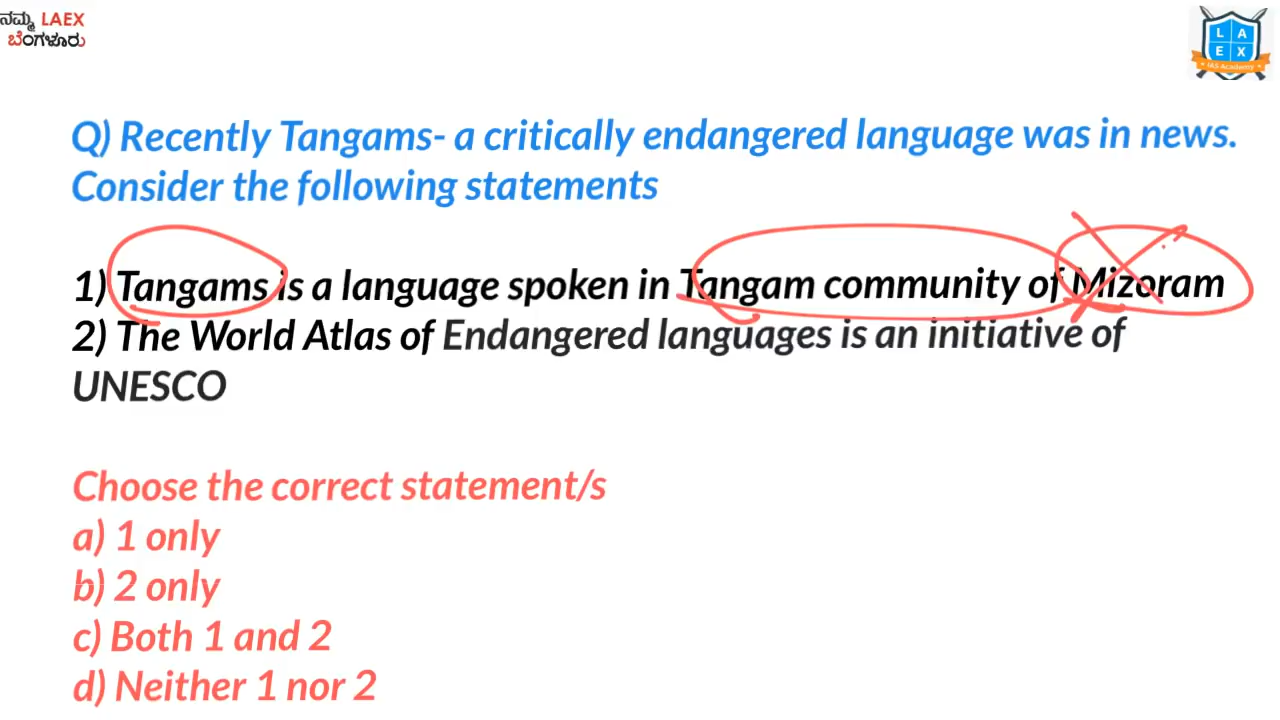 ನಮ್ಮ LAEX
ಬೆಂಗಳೂರು
L A
E X
IAS Academy
Q) Recently Tangams- a critically endangered language was in news.
Consider the following statements
1) Tangams is a language spoken in Tangam community of Mizoram
2) The World Atlas of Endangered languages is an initiative of
UNESCO
Choose the correct statement/s
a) 1 only
b) 2 only
c) Both 1 and 2
d) Neither 1 nor 2